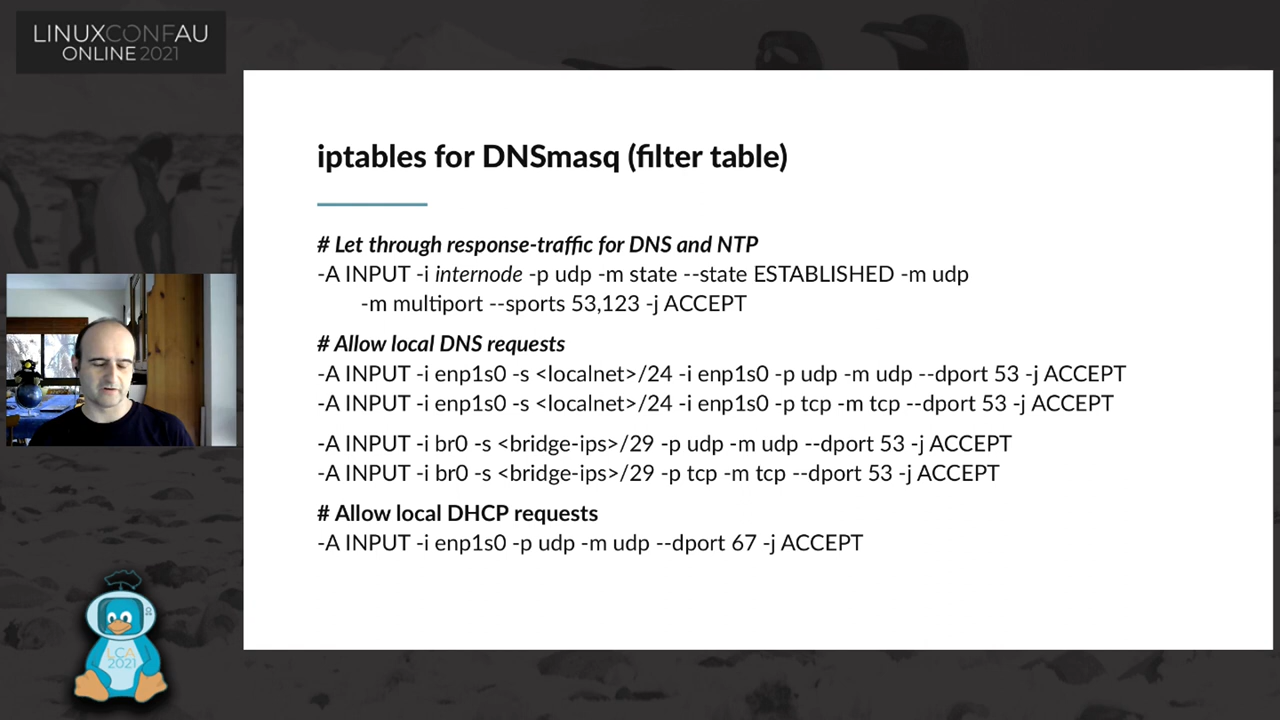 LINUXCONFAU
ONLINE 2021
iptables for DNSmasq (filter table)
# Let through response-traffic for DNS and NTP
-A INPUT -i internode -p udp -m state --state ESTABLISHED -m udp
-m multiport --sports 53,123 -j ACCEPT
# Allow local DNS requests
-A INPUT -i enp1s0 -s <localnet>/24 -i enp1s0 -p udp -m udp --dport 53 -j ACCEPT
-A INPUT -i enp1s0 -s <localnet>/24 -i enp1s0 -p tcp -m tcp --dport 53 -j ACCEPT
-A INPUT -i br0 -s <bridge-ips>/29 -p udp -m udp --dport 53 -j ACCEPT
-A INPUT -i br0 -s <bridge-ips>/29 -p tcp -m tcp --dport 53 -j ACCEPT
# Allow local DHCP requests
-A INPUT -i enp1s0 -p udp -m udp --dport 67 -j ACCEPT
LCA
2021